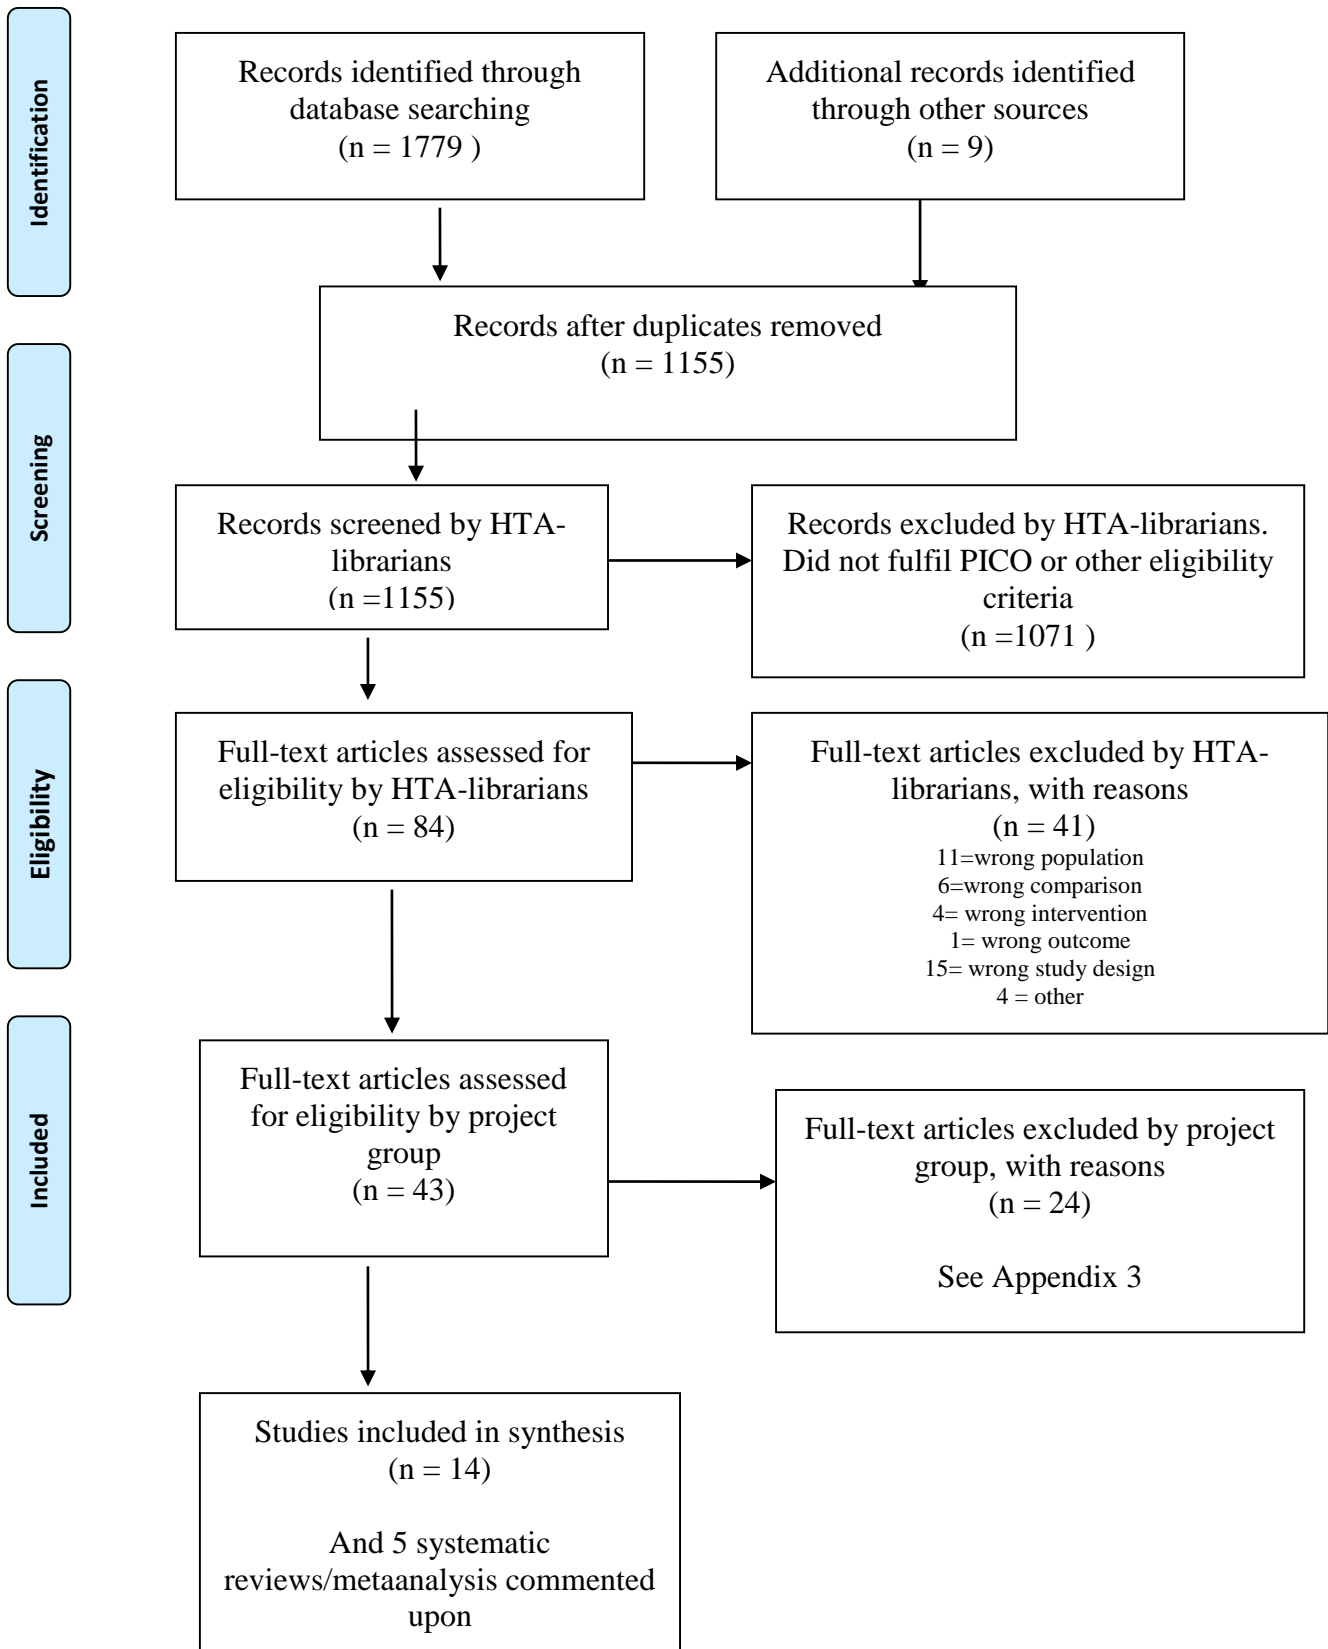 Identification
Records identified through
database searching
(n = 1779 )
Additional records identified
through other sources
(n = 9)
Records after duplicates removed
(n = 1155)
Screening
Records screened by HTA-
librarians
(n =1155)
Records excluded by HTA-librarians.
Did not fulfil PICO or other eligibility
criteria
(n =1071 )
Eligibility
Full-text articles assessed for
eligibility by HTA-librarians
(n = 84)
Full-text articles excluded by HTA-
librarians, with reasons
(n = 41)
11=wrong population
6=wrong comparison
4= wrong intervention
1= wrong outcome
15= wrong study design
4 = other
Included
Full-text articles assessed
for eligibility by project
group
(n = 43)
Full-text articles excluded by project
group, with reasons
(n = 24)
See Appendix 3
Studies included in synthesis
(n = 14)
And 5 systematic
reviews/metaanalysis commented
upon